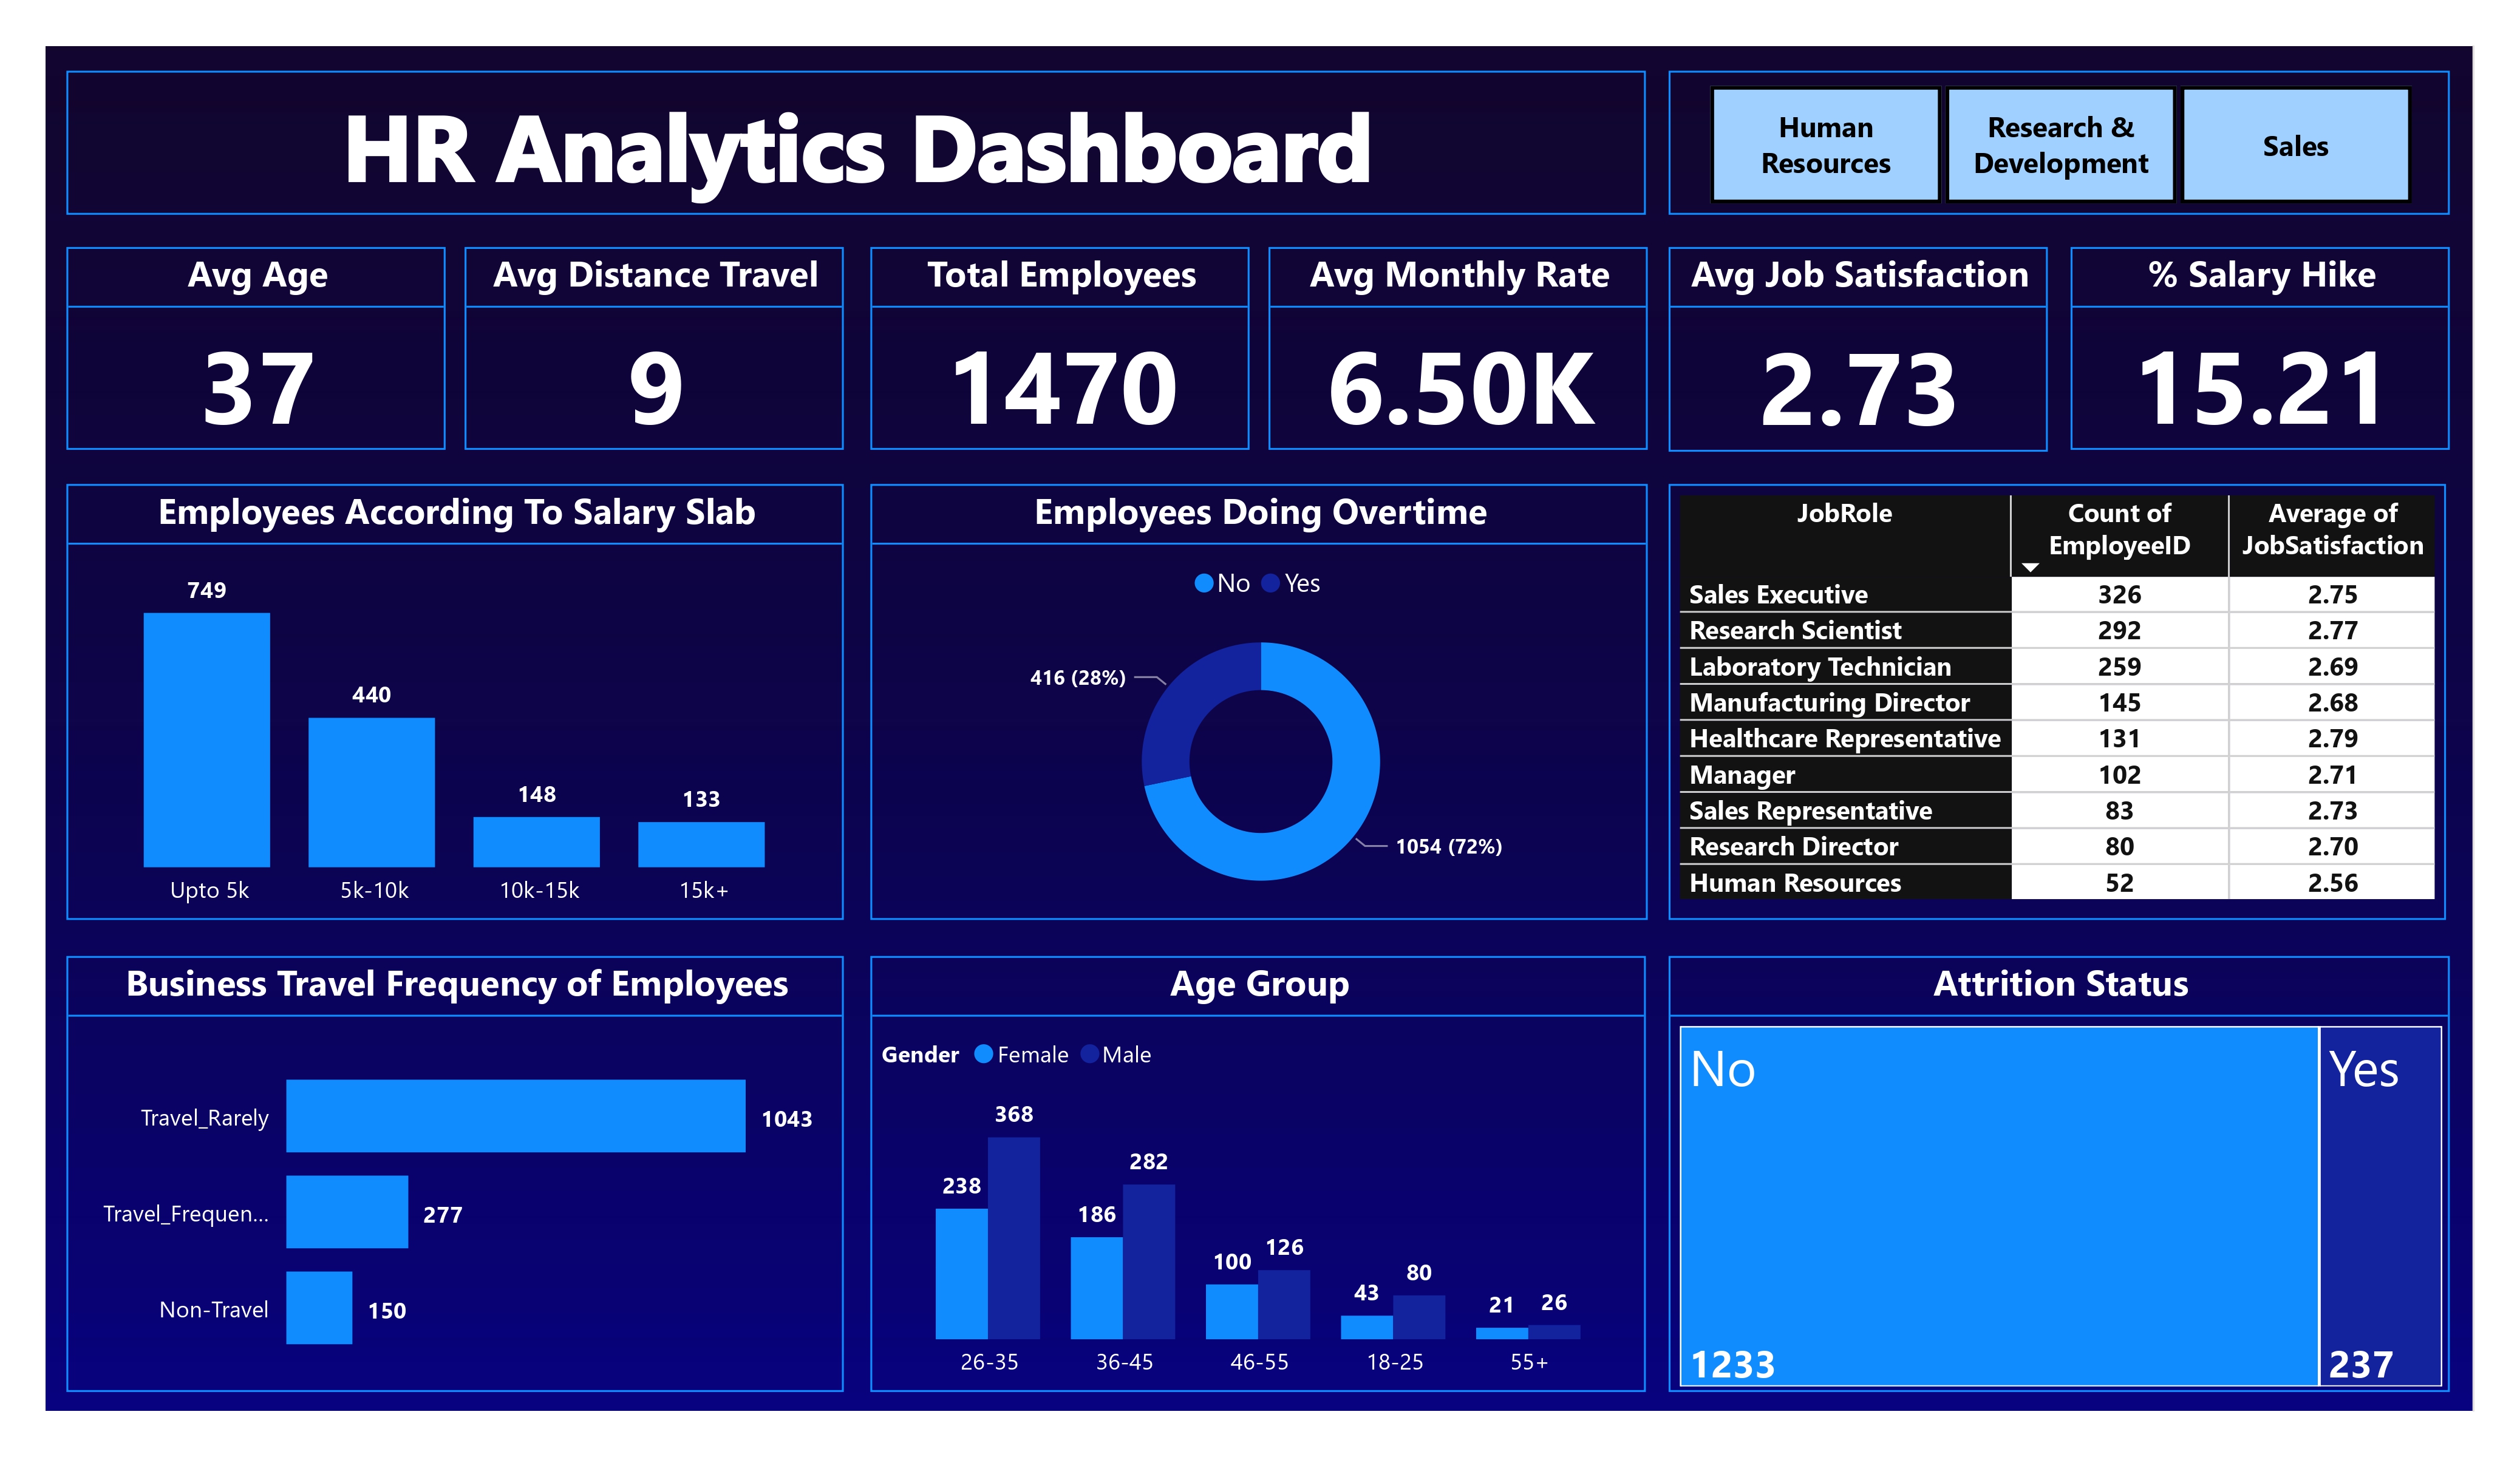 HR Analytics Dashboard
Human
Resources
Research &
Development
Sales
Avg Age
37
Avg Distance Travel
9
Total Employees
1470
Avg Monthly Rate
6.50K
Avg Job Satisfaction
2.73
% Salary Hike
15.21
Employees According To Salary Slab
749
440
148
133
Upto 5k
5k-10k
10k-15k
15k+
Employees Doing Overtime
No Yes
416 (28%)
1054 (72%)
JobRole Count of Average of
EmployeeID JobSatisfaction
Sales Executive 326 2.75
Research Scientist 292 2.77
Laboratory Technician 259 2.69
Manufacturing Director 145 2.68
Healthcare Representative 131 2.79
Manager 102 2.71
Sales Representative 83 2.73
Research Director 80 2.70
Human Resources 52 2.56
Business Travel Frequency of Employees
Travel_Rarely 1043
Travel_Frequen... 277
Non-Travel 150
Age Group
Gender Female Male
238 368
186 282
100 126
43 80
21 26
26-35 36-45 46-55 18-25 55+
Attrition Status
No Yes
1233 237